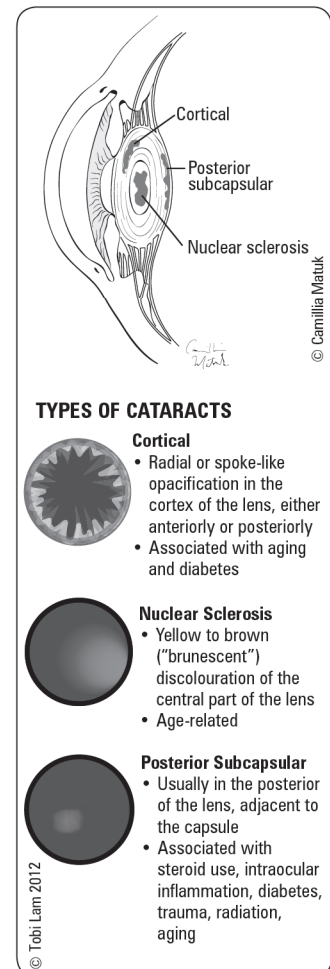 Cortical
Posterior
subcapsular
Nuclear sclerosis
© Camillia Matuk
TYPES OF CATARACTS
Cortical
• Radial or spoke-like
opacification in the
cortex of the lens, either
anteriorly or posteriorly
• Associated with aging
and diabetes
Nuclear Sclerosis
• Yellow to brown
(“brunescent”)
discolouration of the
central part of the lens
• Age-related
Posterior Subcapsular
• Usually in the posterior
of the lens, adjacent to
the capsule
• Associated with
steroid use, intraocular
inflammation, diabetes,
trauma, radiation,
aging
© Tobi Lam 2012